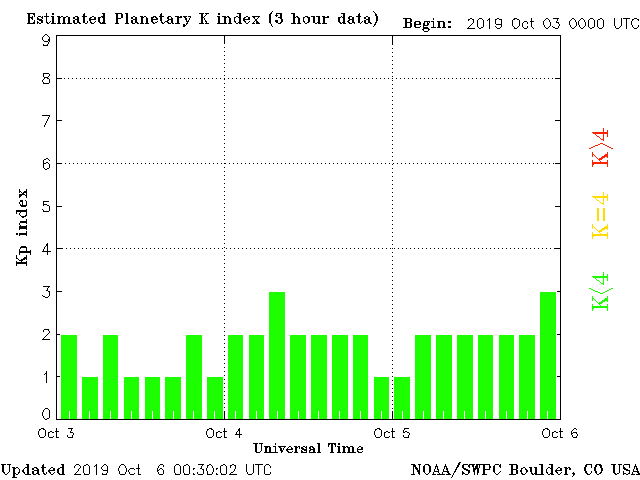 Estimated Planetary K index (3 hour data)
Begin: 2019 Oct 03 0000 UTC
9
8
7
6
5
4
3
2
1
0
Kp index
K>4
K=4
K<4
Oct 3 Oct 4 Oct 5 Oct 6
Universal Time
Updated 2019 Oct 6 00:30:02 UTC
NOAA/SWPC Boulder, CO USA